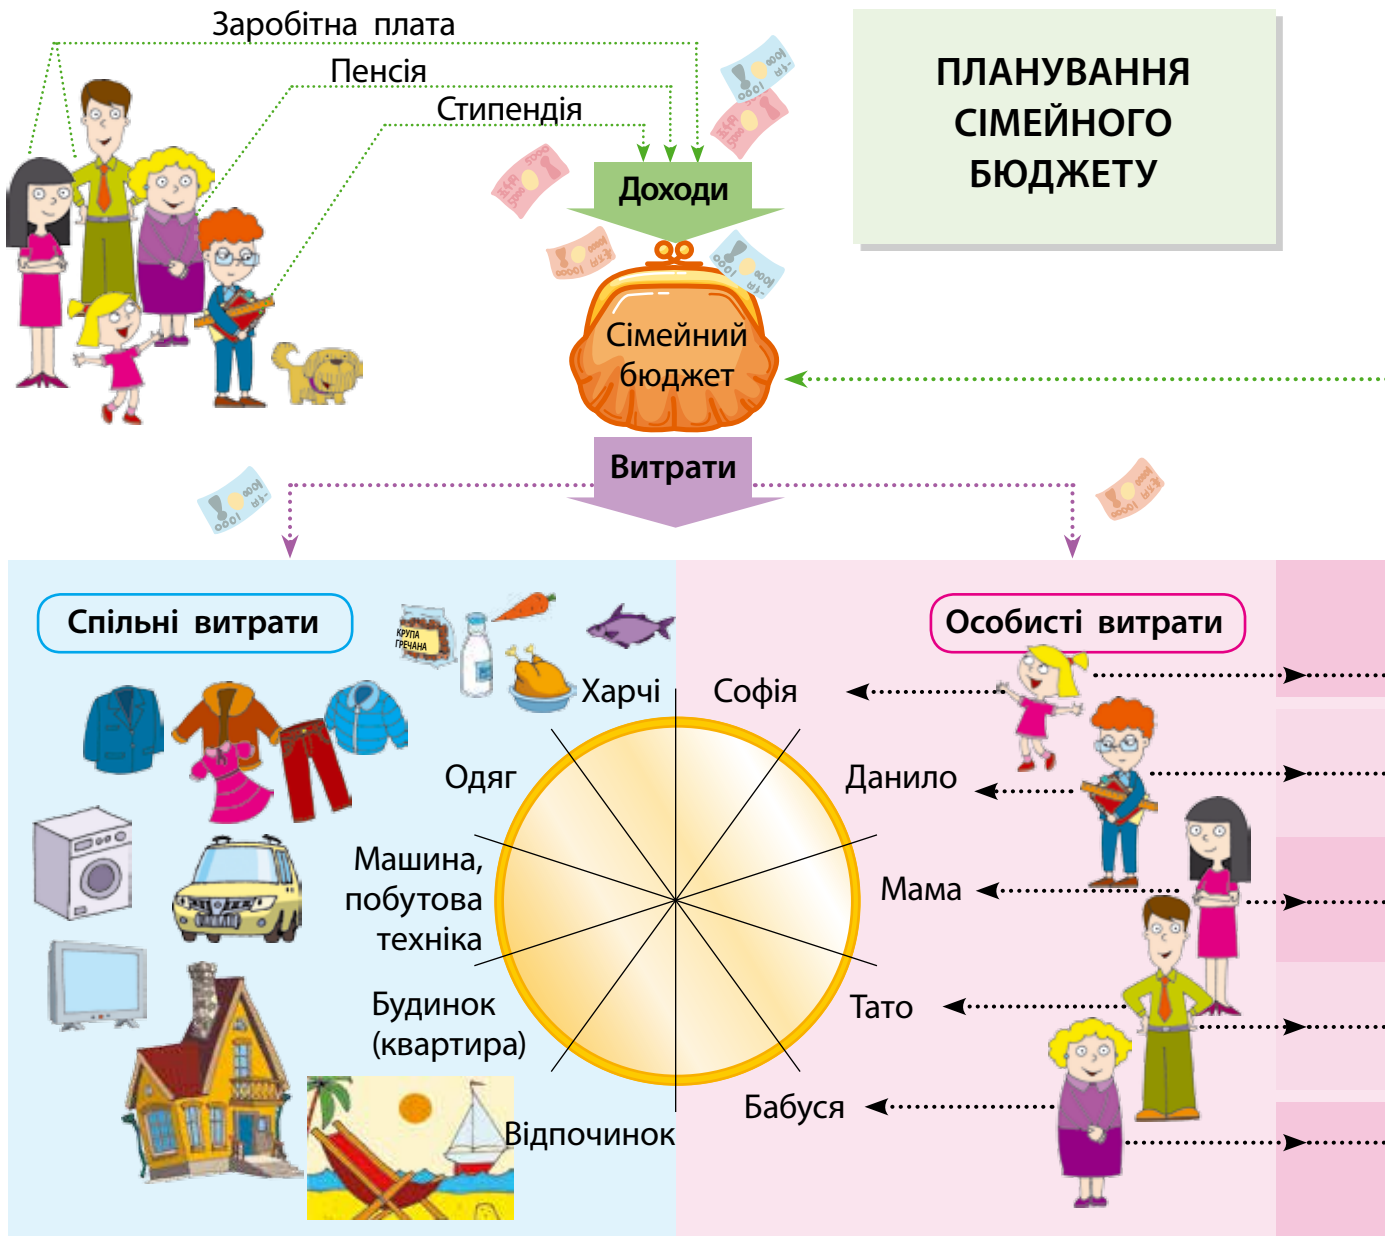 Заробітна плата
Пенсія
Стипендія
ПЛАНУВАННЯ
СІМЕЙНОГО
БЮДЖЕТУ
Доходи
Сімейний
бюджет
Витрати
Спільні витрати
Особисті витрати
КРУПА
ГРЕЧАНА
Харчі
Софія
Одяг
Данило
Машина,
побутова
техніка
Мама
Будинок
(квартира)
Тато
Відпочинок
Бабуся